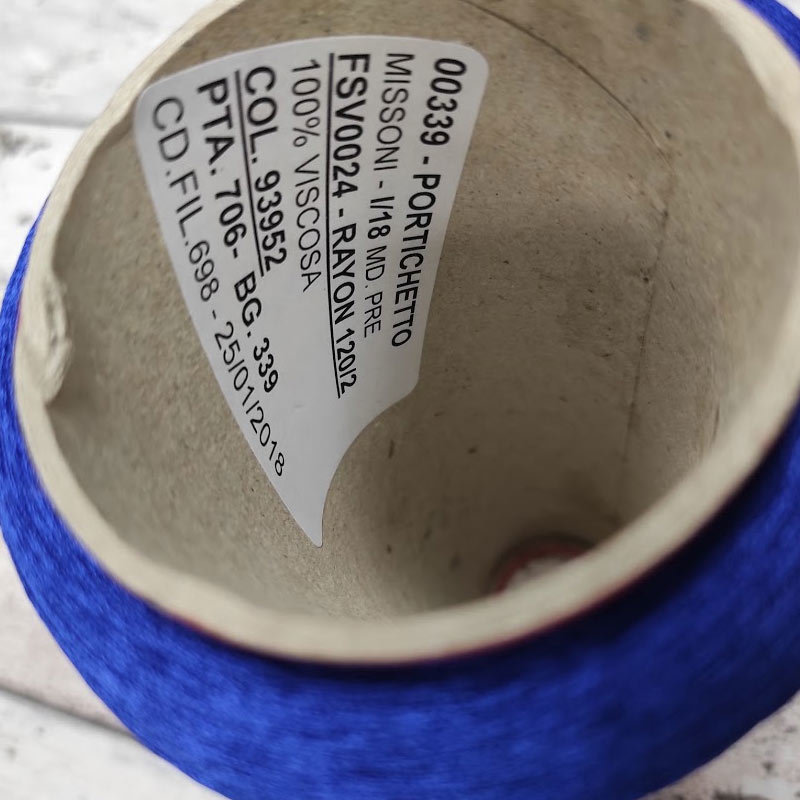 00339 - PORTICHETTO
MISSONI - I/18 MD. PRE
FSV0024 - RAYON 120/2
100% VISCOSA
COL. 93952
PTA. 706- BG. 339
CD.FIL.698 - 25/01/2018